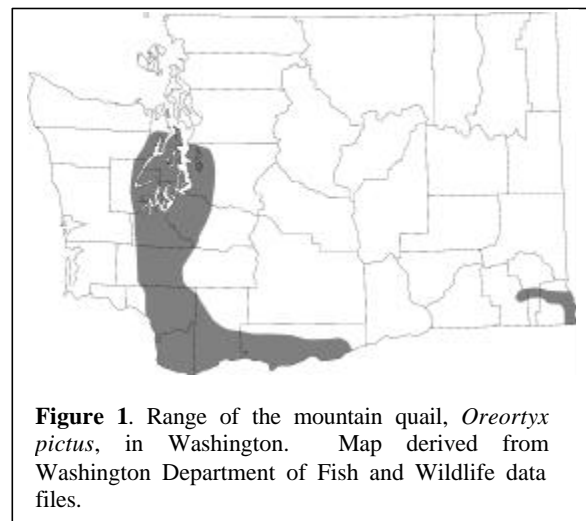 Figure 1. Range of the mountain quail, Oreortyx
pictus, in Washington. Map derived from
Washington Department of Fish and Wildlife data
files.